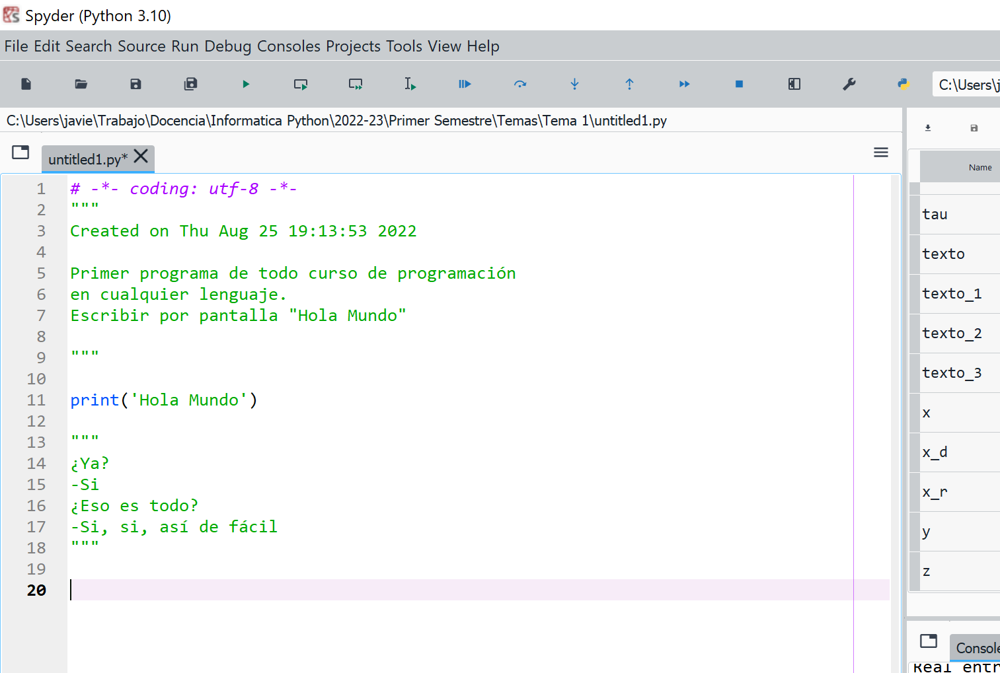 Spyder (Python 3.10)
File Edit Search Source Run Debug Consoles Projects Tools View Help
C:\Users\j
C:\Users\javie\Trabajo\Docencia\Informatica Python\2022-23\Primer Semestre\Temas\Tema 1\untitled1.py
untitled1.py*
1 # -*- coding: utf-8 -*-
2 """
3 Created on Thu Aug 25 19:13:53 2022
4
5 Primer programa de todo curso de programación
6 en cualquier lenguaje.
7 Escribir por pantalla "Hola Mundo"
8
9 """
10
11 print('Hola Mundo')
12
13 """
14 ¿Ya?
15 -Si
16 ¿Eso es todo?
17 -Si, si, así de fácil
18 """
19
20
Name
tau
texto
texto_1
texto_2
texto_3
x
x_d
x_r
y
z
Console
Real entr